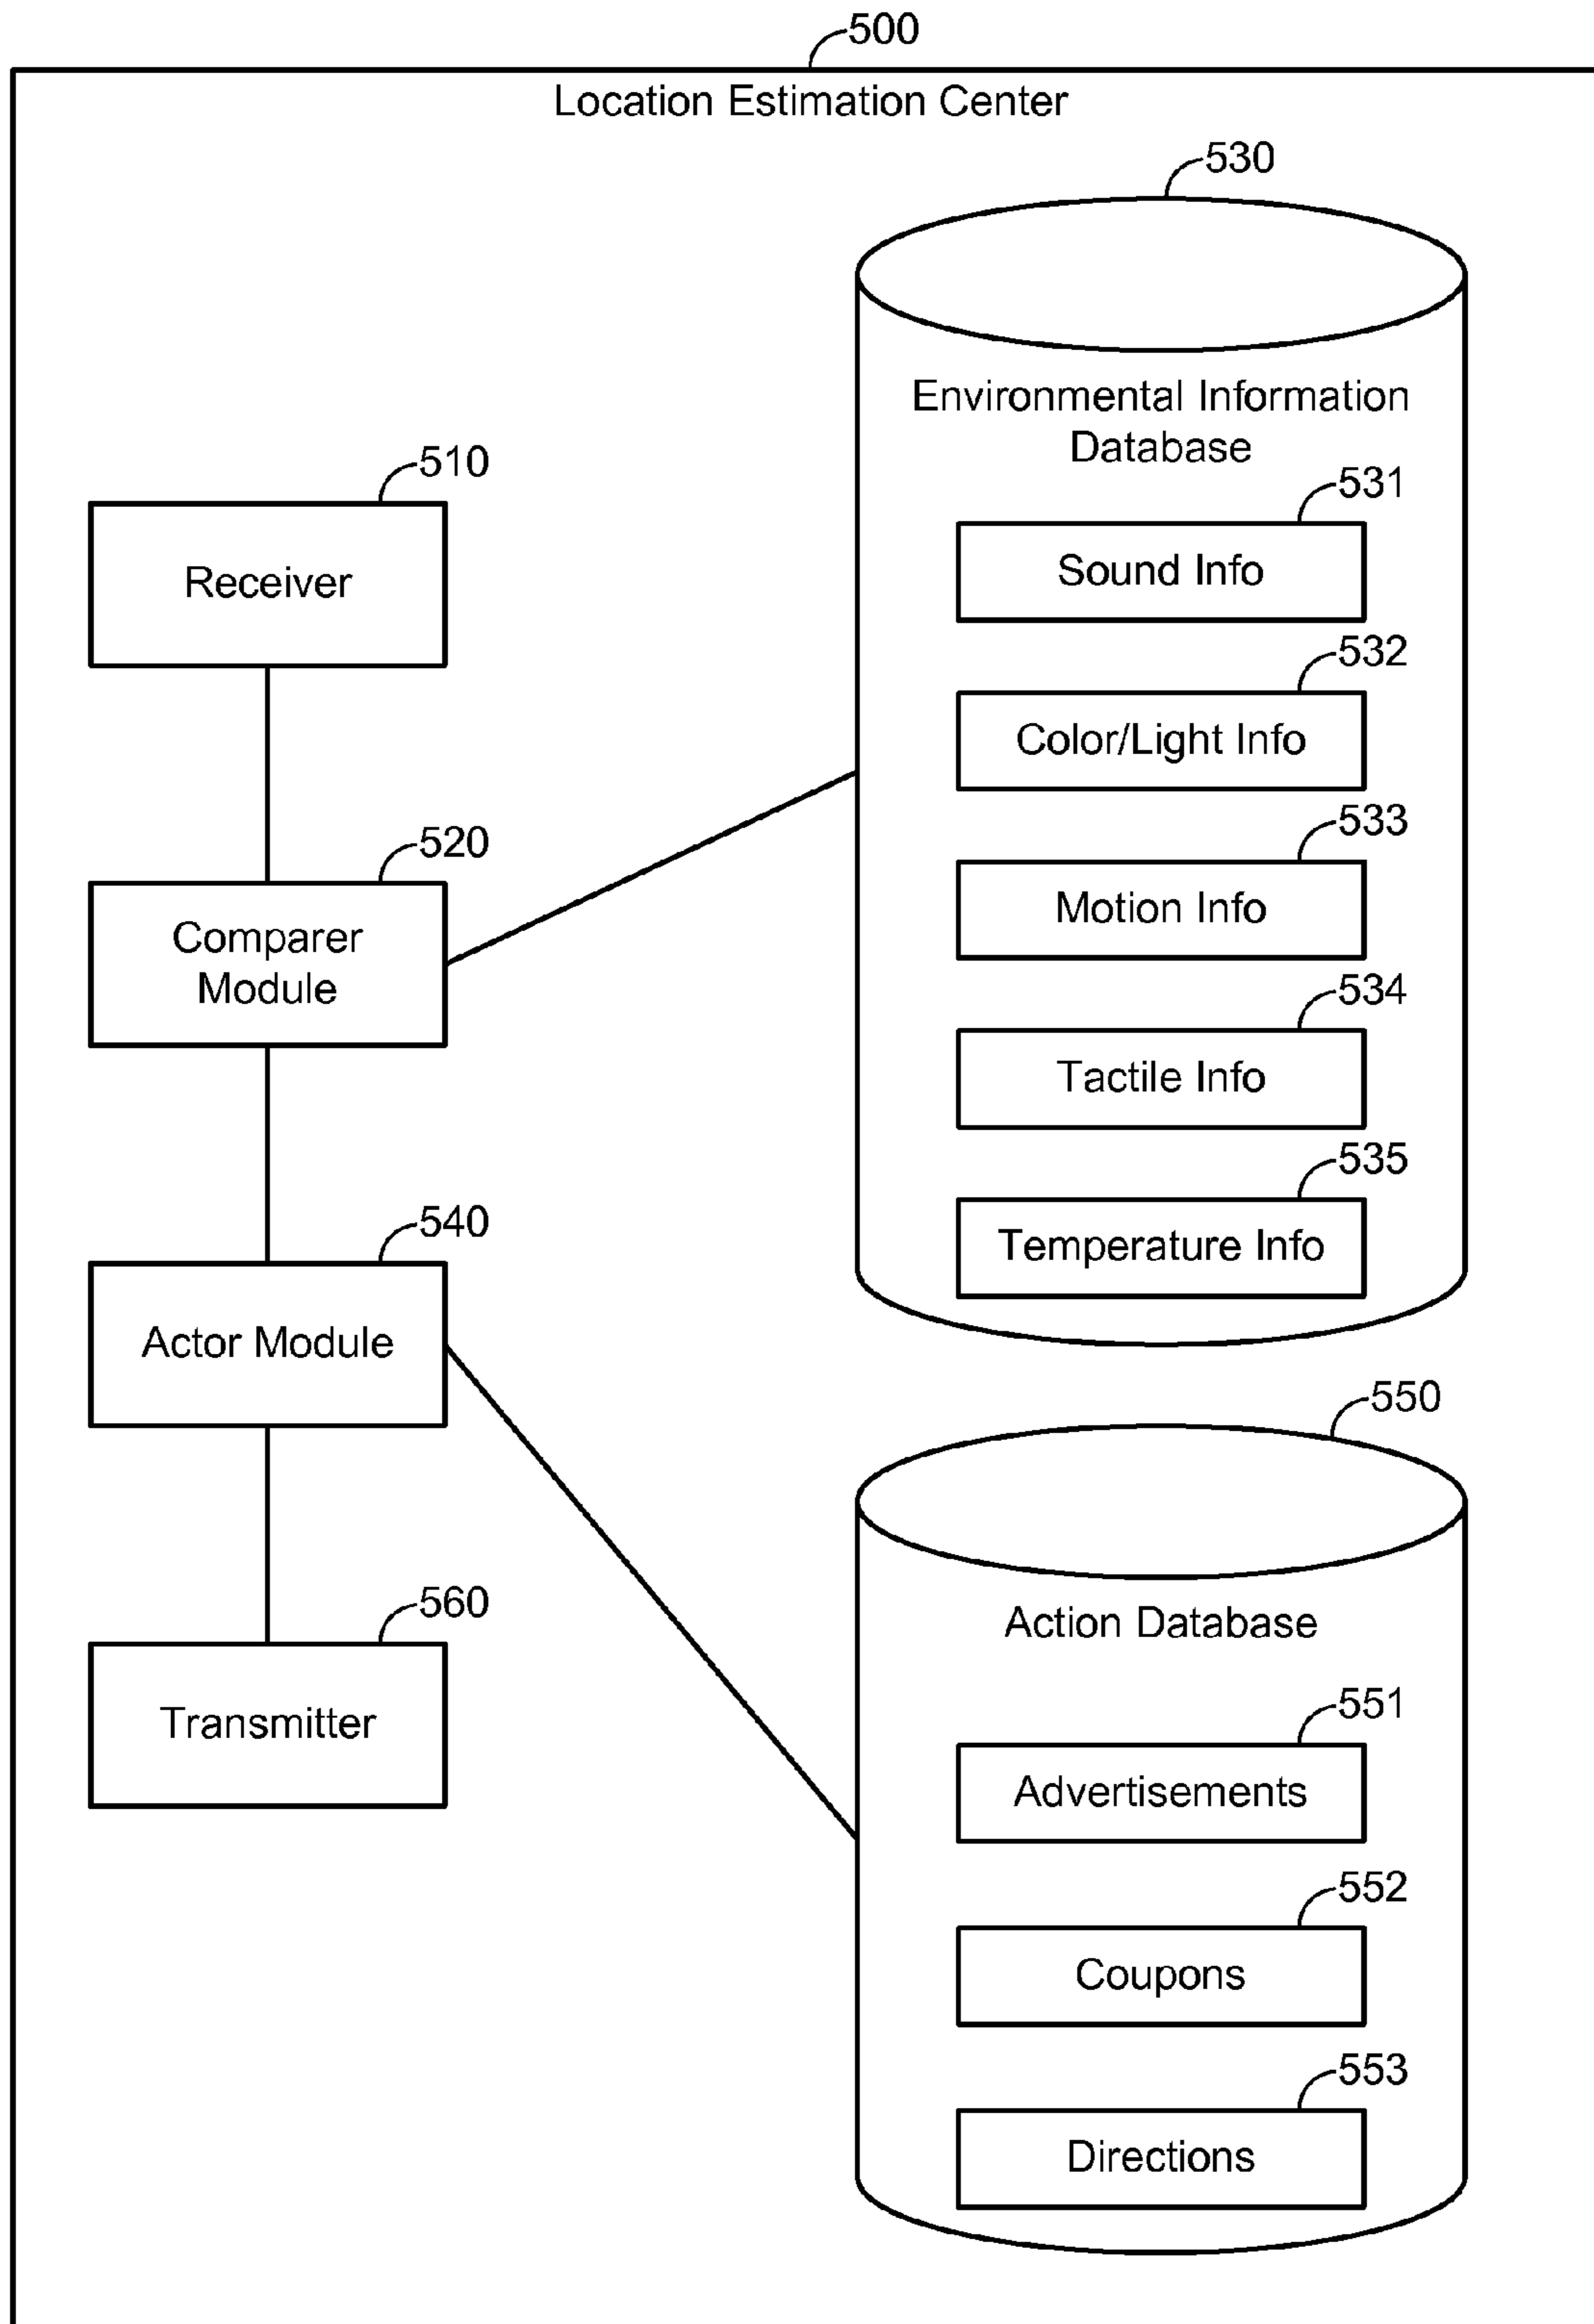 500
Location Estimation Center
530
Environmental Information
Database
510
Receiver
531
Sound Info
532
Color/Light Info
520
Comparer
Module
533
Motion Info
534
Tactile Info
535
Temperature Info
540
Actor Module
550
Action Database
560
Transmitter
551
Advertisements
552
Coupons
553
Directions